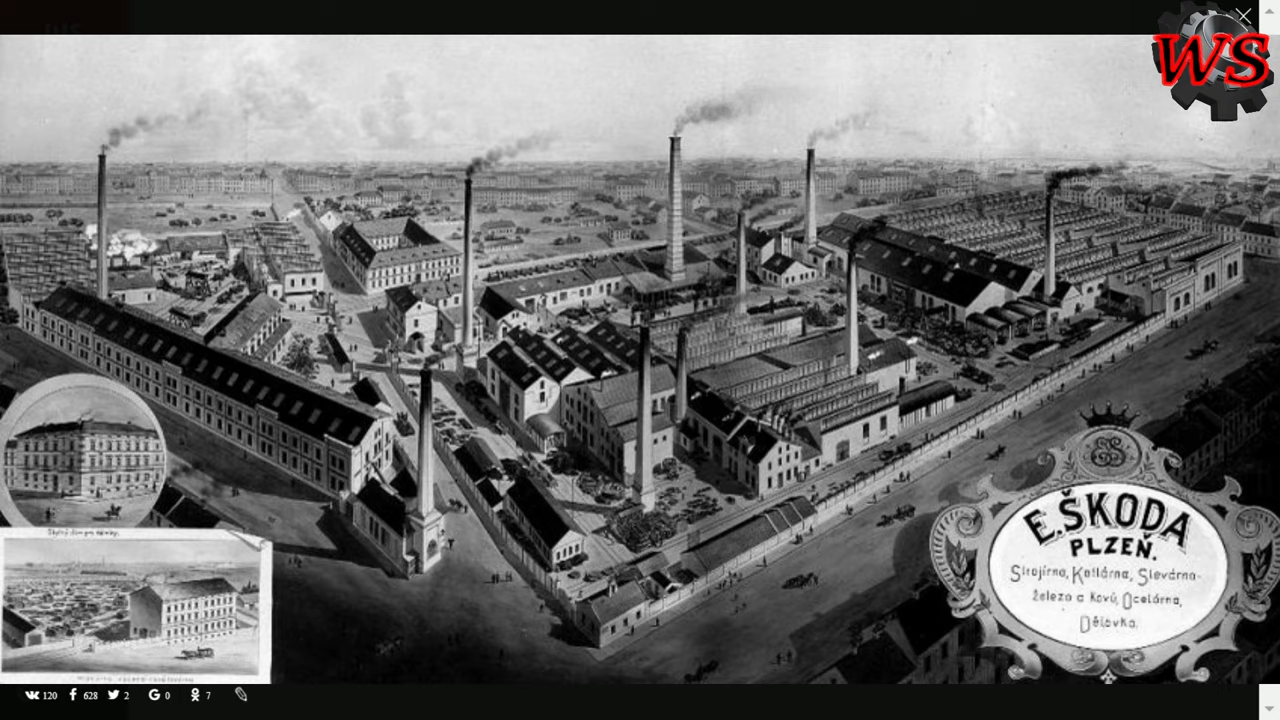 WS
E. ŠKODA
PLZEŇ.
Strojírna, Kotlárna, Slevárna-
železa a kovů, Ocelárna,
Dělovka.
120 628 2 0 7